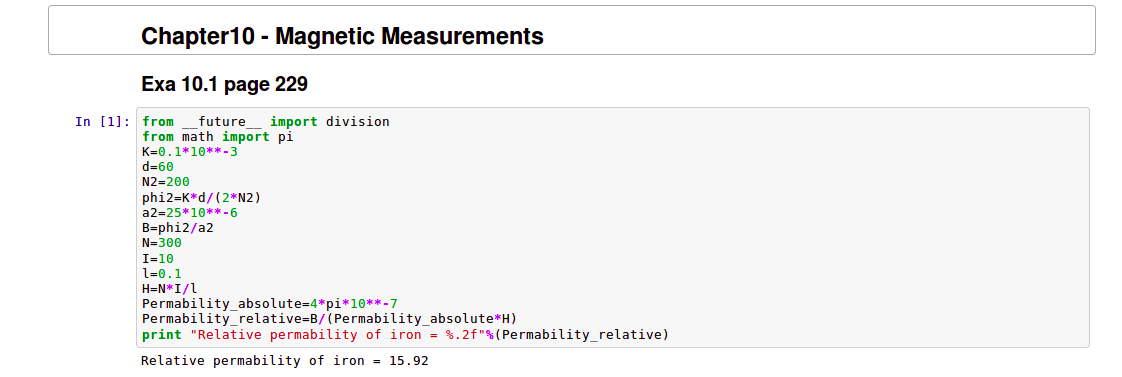 Chapter10 - Magnetic Measurements
Exa 10.1 page 229
In [1]: from __future__ import division
from math import pi
K=0.1*10**-3
d=60
N2=200
phi2=K*d/(2*N2)
a2=25*10**-6
B=phi2/a2
N=300
I=10
l=0.1
H=N*I/l
Permability_absolute=4*pi*10**-7
Permability_relative=B/(Permability_absolute*H)
print "Relative permability of iron = %.2f"%(Permability_relative)
Relative permability of iron = 15.92